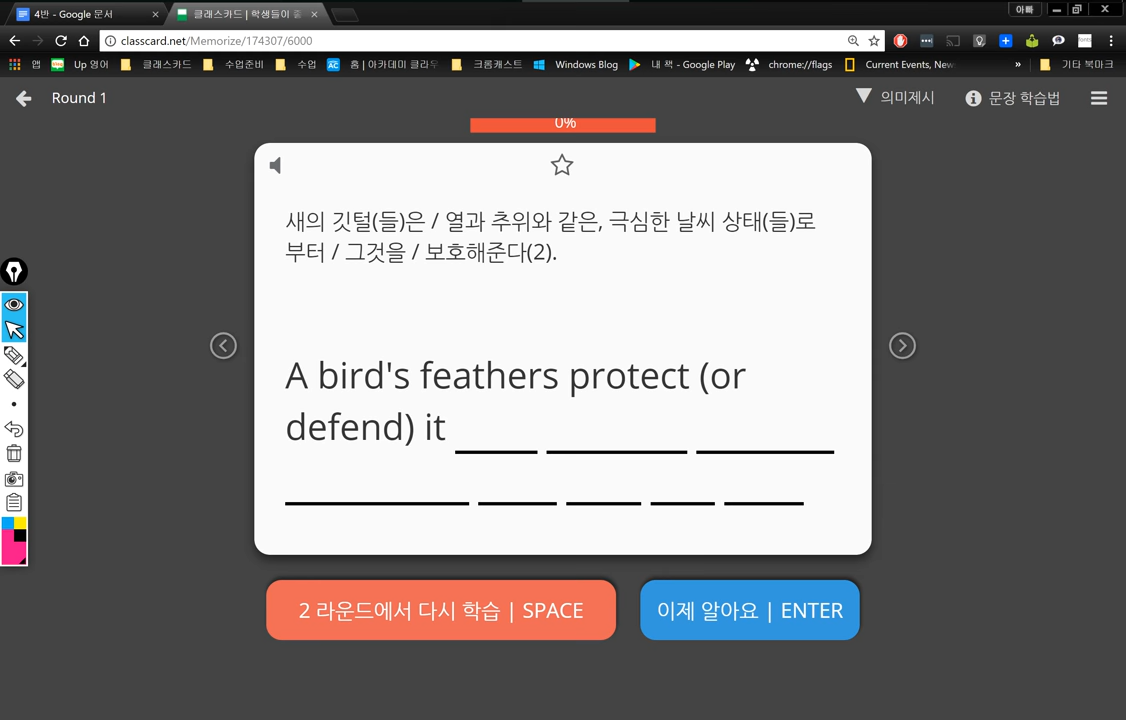 4반 - Google 문서
클래스카드 | 학생들이 즐
아빠
classcard.net/Memorize/174307/6000
앱
Up 영어
클래스카드
수업준비
수업
홈 | 아카데미 클라우
크롬캐스트
Windows Blog
내 책 - Google Play
chrome://flags
Current Events, New
»
기타 북마크
Round 1
의미제시
문장 학습법
0%
새의 깃털(들)은 / 열과 추위와 같은, 극심한 날씨 상태(들)로
부터 / 그것을 / 보호해준다(2).
A bird's feathers protect (or
defend) it
2 라운드에서 다시 학습 | SPACE
이제 알아요 | ENTER